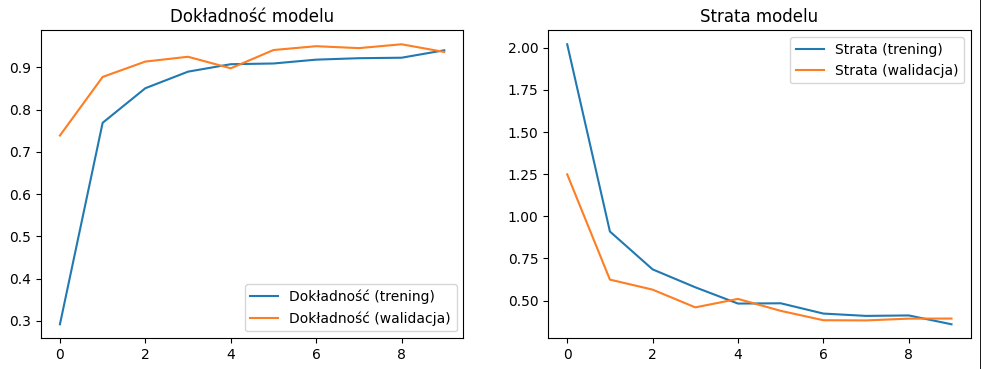 Dokładność modelu
0.9
0.8
0.7
0.6
0.5
0.4
0.3
0 2 4 6 8
Dokładność (trening)
Dokładność (walidacja)
Strata modelu
2.00
1.75
1.50
1.25
1.00
0.75
0.50
0 2 4 6 8
Strata (trening)
Strata (walidacja)